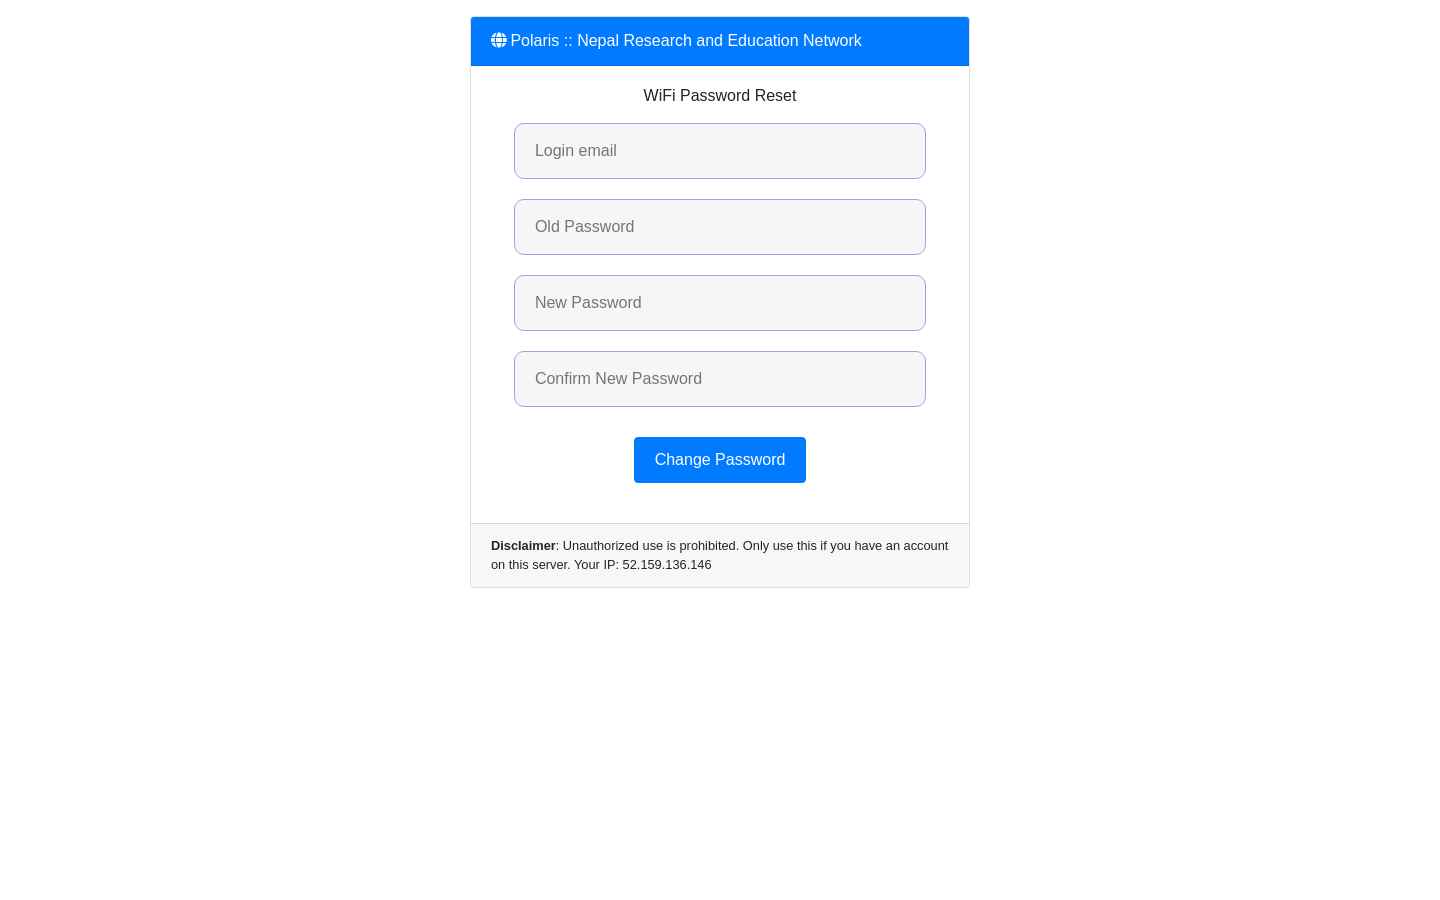 Polaris :: Nepal Research and Education Network
WiFi Password Reset
Login email
Old Password
New Password
Confirm New Password
Change Password
Disclaimer: Unauthorized use is prohibited. Only use this if you have an account
on this server. Your IP: 52.159.136.146